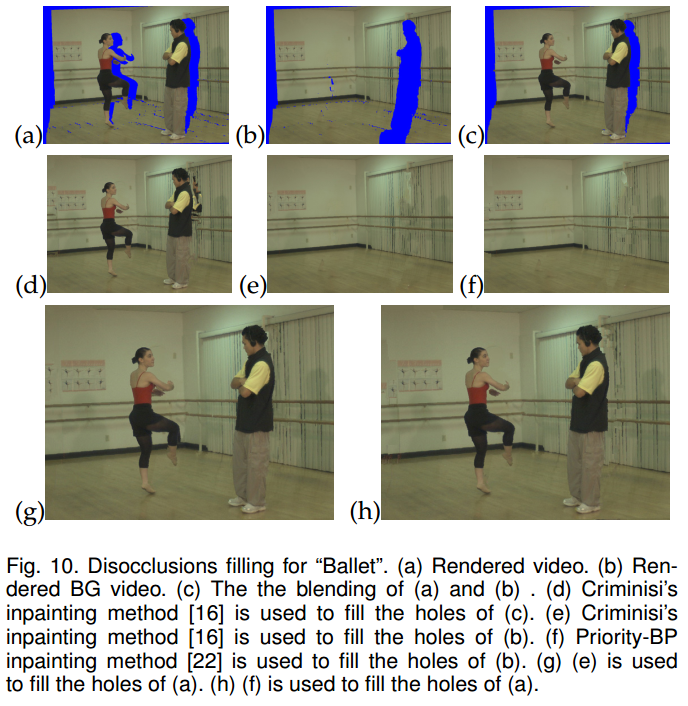 (a)
(b)
(c)
(d)
(e)
(f)
(g)
(h)
Fig. 10. Disocclusions filling for “Ballet”. (a) Rendered video. (b) Ren-
dered BG video. (c) The the blending of (a) and (b) . (d) Criminisi’s
inpainting method [16] is used to fill the holes of (c). (e) Criminisi’s
inpainting method [16] is used to fill the holes of (b). (f) Priority-BP
inpainting method [22] is used to fill the holes of (b). (g) (e) is used
to fill the holes of (a). (h) (f) is used to fill the holes of (a).